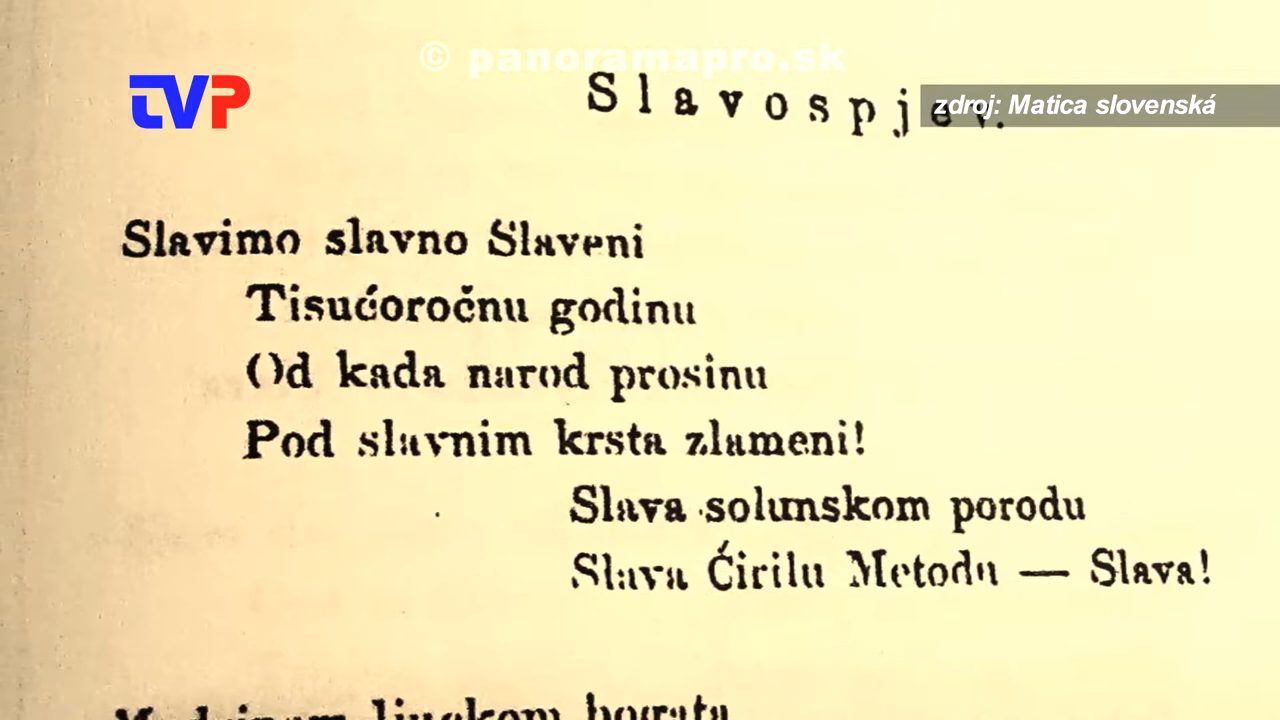 © panoramapro.sk
TVP
Slavospjev.
zdroj: Matica slovenská
Slavimo slavno Slaveni
Tisućoročnu godinu
Od kada narod prosinu
Pod slavnim krsta zlameni!
Slava solunskom porodu
Slava Ćirilu Metodu — Slava!